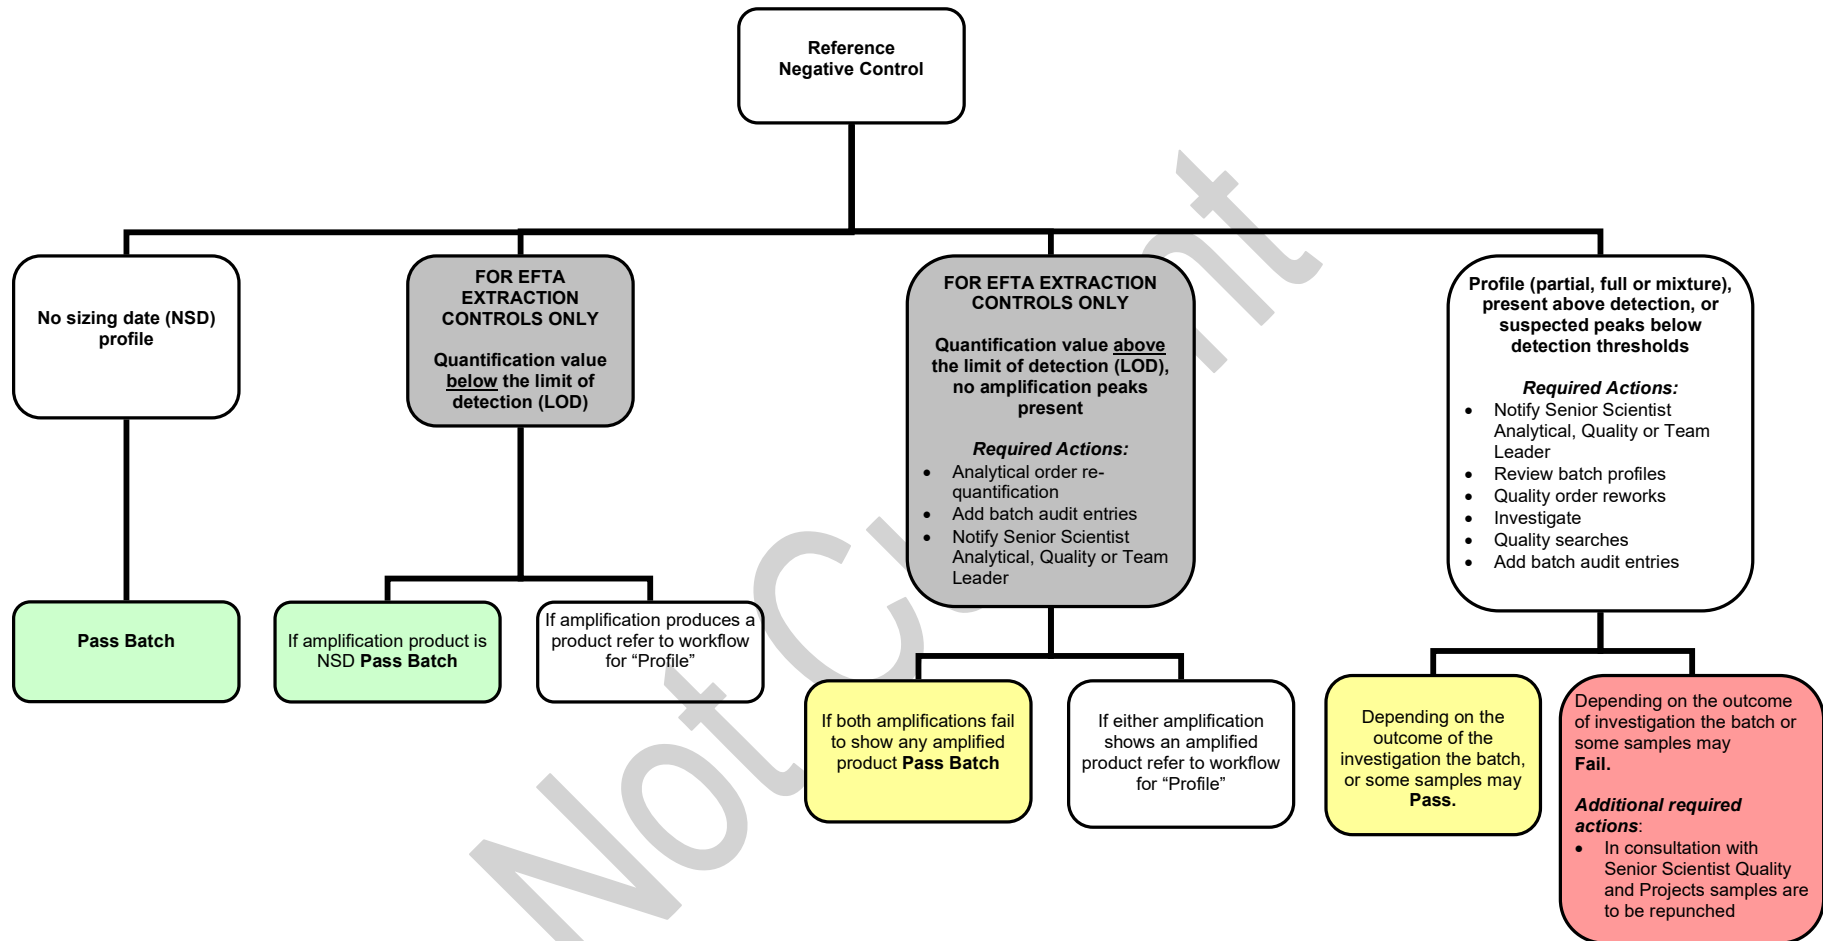 Reference
Negative Control
No sizing date (NSD)
profile
FOR EFTA
EXTRACTION
CONTROLS ONLY
Quantification value
below the limit of
detection (LOD)
FOR EFTA EXTRACTION
CONTROLS ONLY
Quantification value above
the limit of detection (LOD),
no amplification peaks
present
Required Actions:
• Analytical order re-
quantification
• Add batch audit entries
• Notify Senior Scientist
Analytical, Quality or Team
Leader
Profile (partial, full or mixture),
present above detection, or
suspected peaks below
detection thresholds
Required Actions:
• Notify Senior Scientist
Analytical, Quality or Team
Leader
• Review batch profiles
• Quality order reworks
• Investigate
• Quality searches
• Add batch audit entries
Pass Batch
If amplification product is
NSD Pass Batch
If amplification produces a
product refer to workflow
for “Profile”
If both amplifications fail
to show any amplified
product Pass Batch
If either amplification
shows an amplified
product refer to workflow
for “Profile”
Depending on the
outcome of the
investigation the batch,
or some samples may
Pass.
Depending on the outcome
of investigation the batch or
some samples may
Fail.
Additional required
actions:
• In consultation with
Senior Scientist Quality
and Projects samples are
to be repunched
Not Current